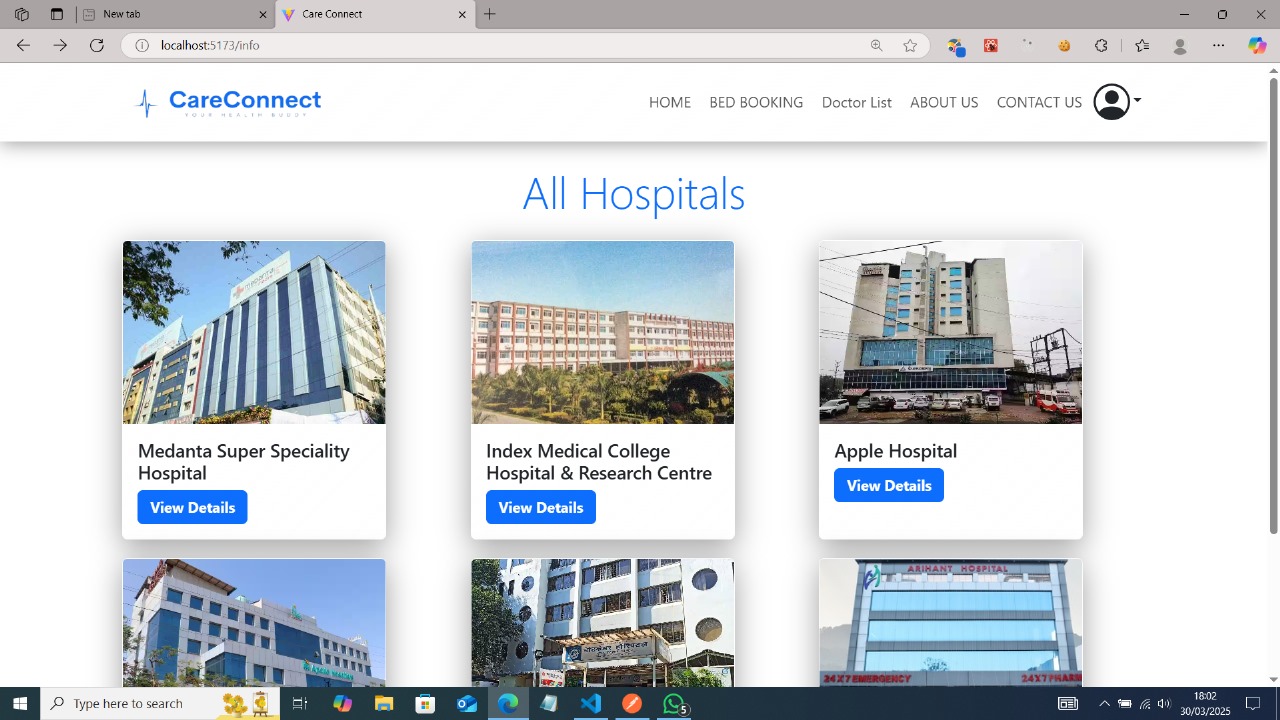 New tab
Care Connect
localhost:5173/info
CareConnect
YOUR HEALTH BUDDY
HOME
BED BOOKING
Doctor List
ABOUT US
CONTACT US
All Hospitals
Medanta Super Speciality
Hospital
View Details
Index Medical College
Hospital & Research Centre
View Details
Apple Hospital
View Details
ARIHANT HOSPITAL
24X7 EMERGENCY
24X7 PHARM
Type here to search
5
18:02
30/03/2025